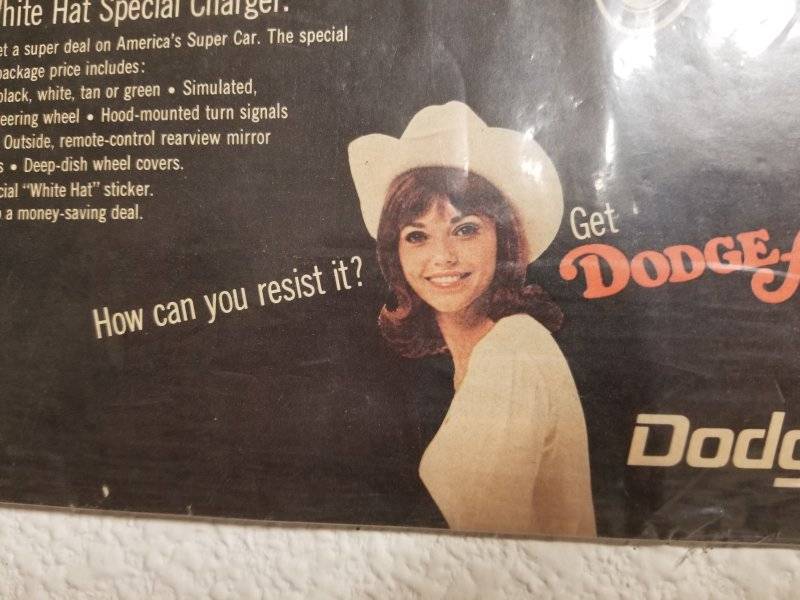 hite Hat Special Charger.
et a super deal on America's Super Car. The special
ackage price includes:
black, white, tan or green • Simulated,
eering wheel • Hood-mounted turn signals
Outside, remote-control rearview mirror
s • Deep-dish wheel covers.
cial "White Hat" sticker.
a money-saving deal.
How can you resist it?
Get
DODGE
Dodg